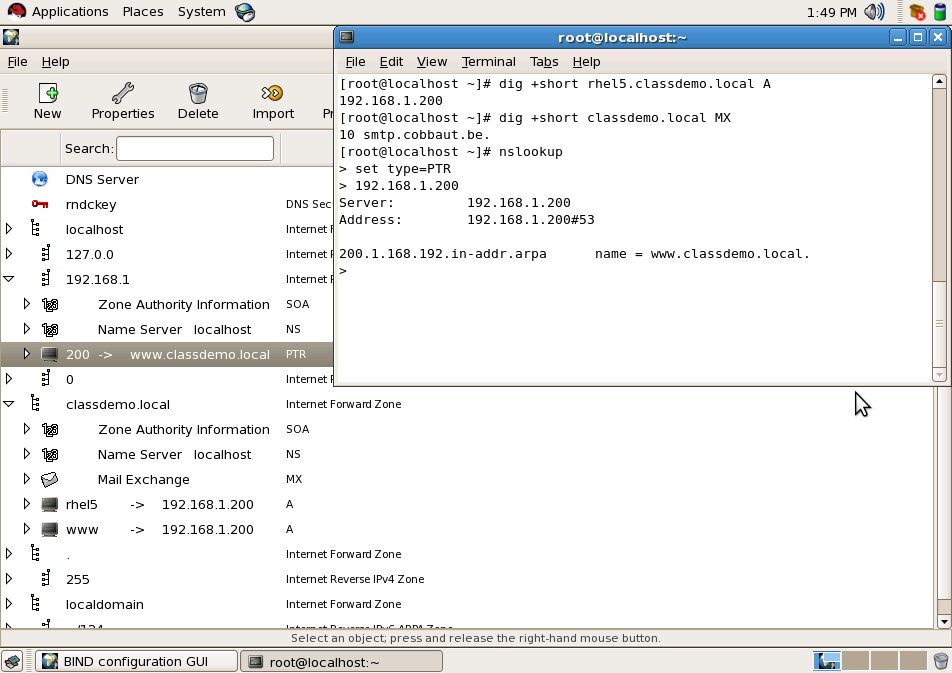 Applications Places System 1:49 PM
root@localhost:~
File Help
File Edit View Terminal Tabs Help
New Properties Delete Import
Search:
[root@localhost ~]# dig +short rhel5.classdemo.local A
192.168.1.200
[root@localhost ~]# dig +short classdemo.local MX
10 smtp.cobbaut.be.
[root@localhost ~]# nslookup
> set type=PTR
> 192.168.1.200
Server: 192.168.1.200
Address: 192.168.1.200#53
200.1.168.192.in-addr.arpa name = www.classdemo.local.
>
DNS Server
rndckey DNS Sec
localhost Internet F
127.0.0 Internet F
192.168.1 Internet F
Zone Authority Information SOA
Name Server localhost NS
200 -> www.classdemo.local PTR
0 Internet F
classdemo.local Internet Forward Zone
Zone Authority Information SOA
Name Server localhost NS
Mail Exchange MX
rhel5 -> 192.168.1.200 A
www -> 192.168.1.200 A
. Internet Forward Zone
255 Internet Reverse IPv4 Zone
localdomain Internet Forward Zone
Internet Reverse IPv6 ARPA Zone
Select an object; press and release the right-hand mouse button.
BIND configuration GUI root@localhost:~